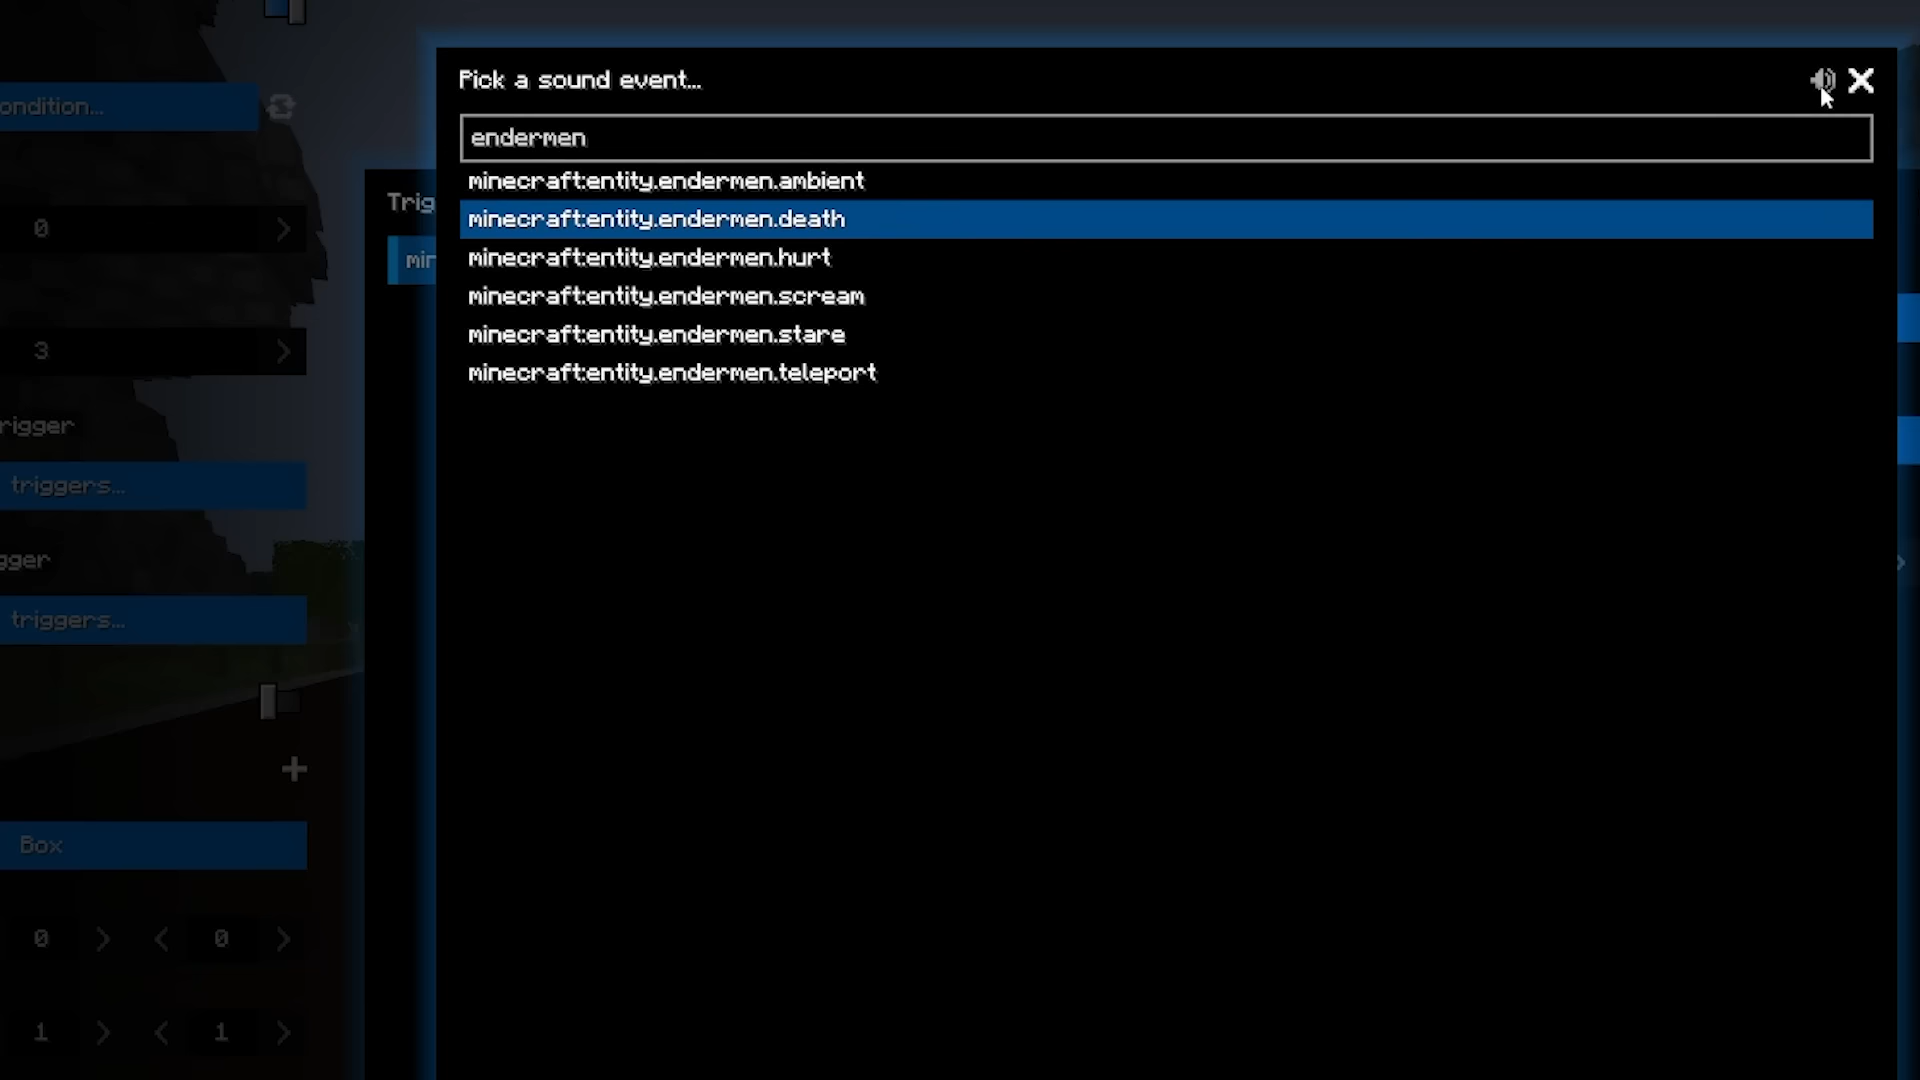 Pick a sound event...
endermen
minecraft:entity.endermen.ambient
minecraft:entity.endermen.death
minecraft:entity.endermen.hurt
minecraft:entity.endermen.scream
minecraft:entity.endermen.stare
minecraft:entity.endermen.teleport
Trig
min
ondition...
0
3
rigger
triggers...
gger
triggers...
Box
0 0
1 1